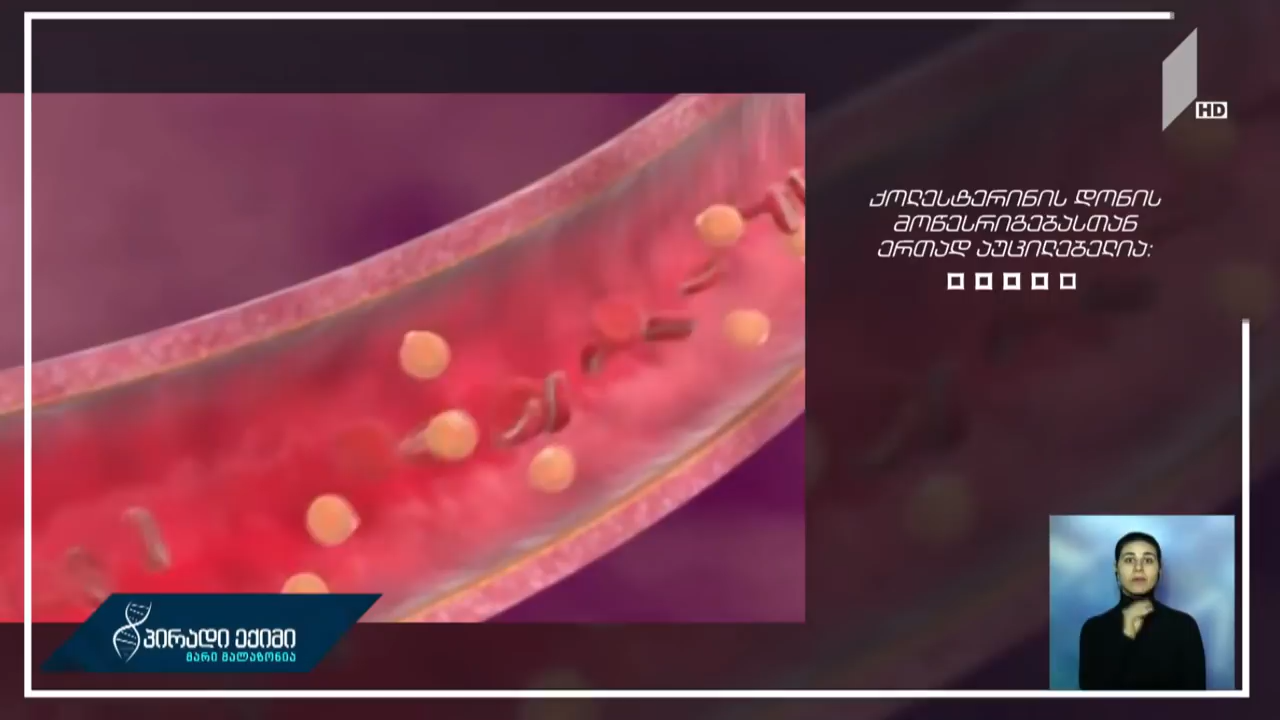 HD
ქოლესტერინის დონის
მოწესრიგებასთან
ერთად აუცილებელია:
პირადი ექიმი
მარი მალაზონია